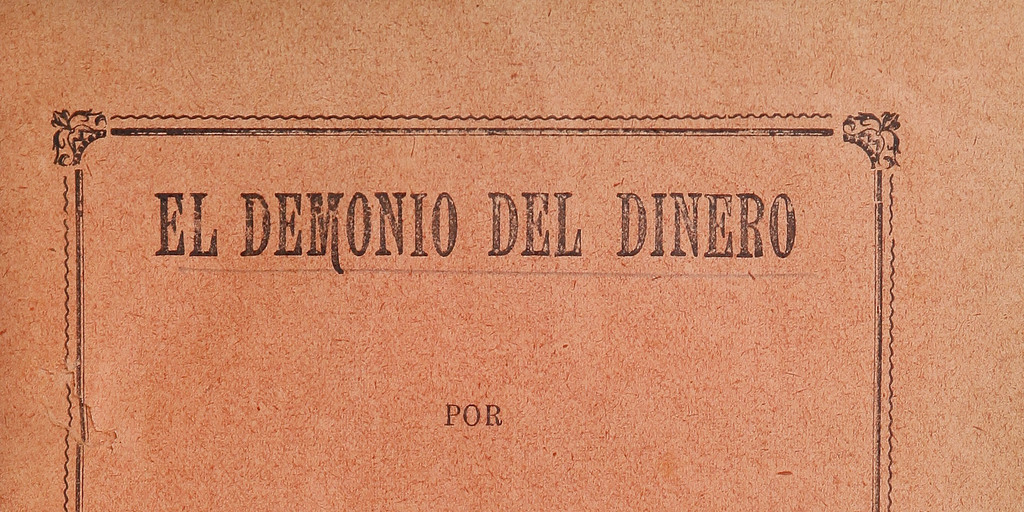 EL DEMONIO DEL DINERO
POR